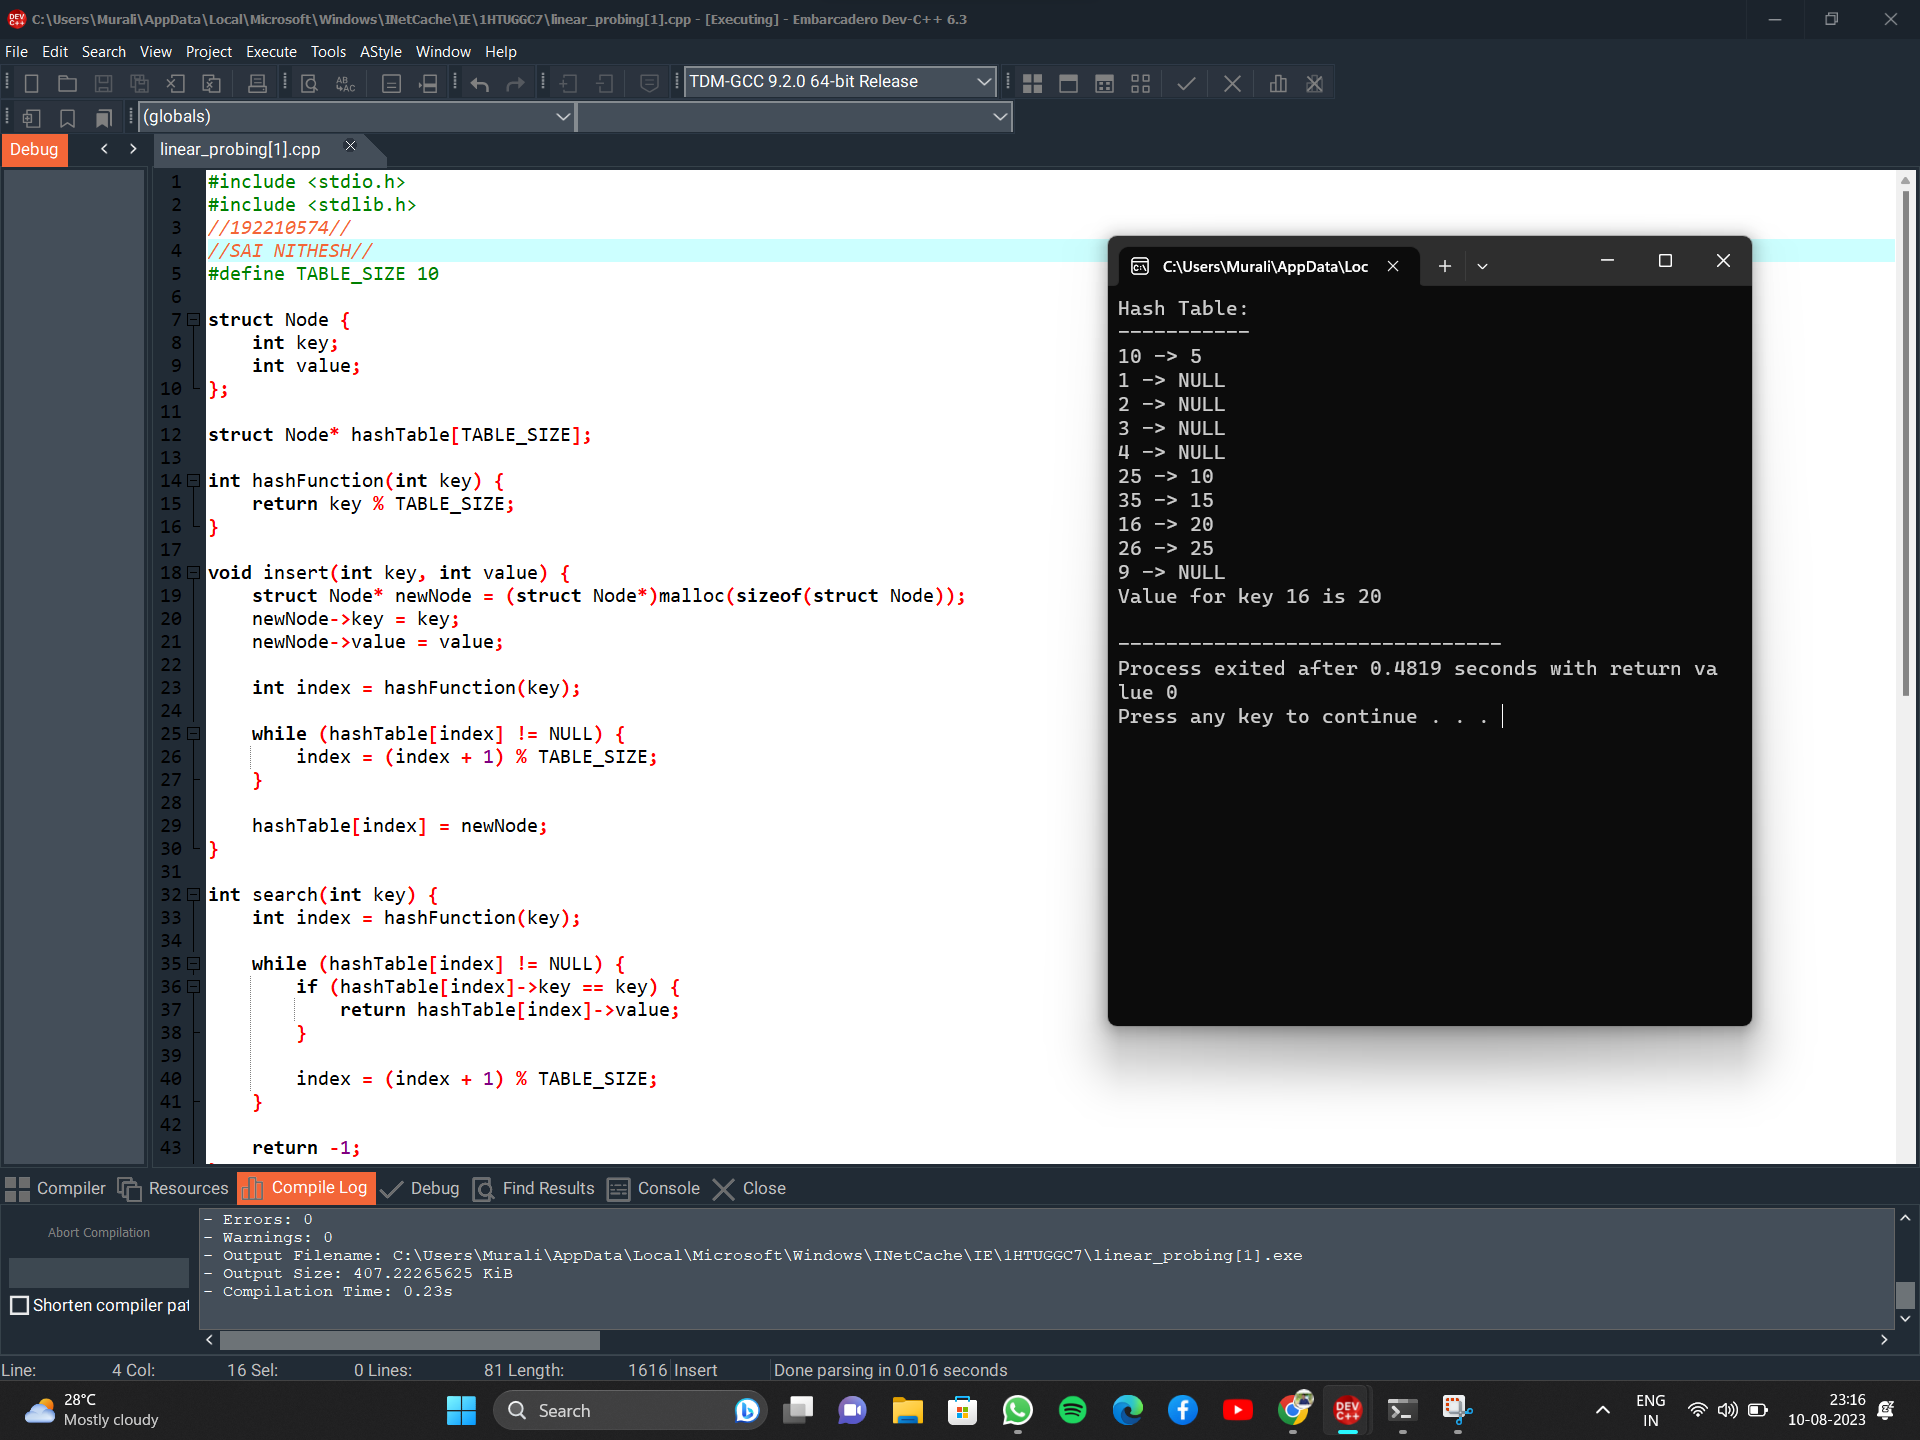 C:\Users\Murali\AppData\Local\Microsoft\Windows\INetCache\IE\1HTUGGC7\linear_probing[1].cpp - [Executing] - Embarcadero Dev-C++ 6.3
File Edit Search View Project Execute Tools AStyle Window Help
TDM-GCC 9.2.0 64-bit Release
(globals)
Debug
linear_probing[1].cpp
1 #include <stdio.h>
2 #include <stdlib.h>
3 //192210574//
4 //SAI NITHESH//
5 #define TABLE_SIZE 10
6
7 struct Node {
8 int key;
9 int value;
10 };
11
12 struct Node* hashTable[TABLE_SIZE];
13
14 int hashFunction(int key) {
15 return key % TABLE_SIZE;
16 }
17
18 void insert(int key, int value) {
19 struct Node* newNode = (struct Node*)malloc(sizeof(struct Node));
20 newNode->key = key;
21 newNode->value = value;
22
23 int index = hashFunction(key);
24
25 while (hashTable[index] != NULL) {
26 index = (index + 1) % TABLE_SIZE;
27 }
28
29 hashTable[index] = newNode;
30 }
31
32 int search(int key) {
33 int index = hashFunction(key);
34
35 while (hashTable[index] != NULL) {
36 if (hashTable[index]->key == key) {
37 return hashTable[index]->value;
38 }
39
40 index = (index + 1) % TABLE_SIZE;
41 }
42
43 return -1;
C:\Users\Murali\AppData\Loc
Hash Table:
-----------
10 -> 5
1 -> NULL
2 -> NULL
3 -> NULL
4 -> NULL
25 -> 10
35 -> 15
16 -> 20
26 -> 25
9 -> NULL
Value for key 16 is 20
--------------------------------
Process exited after 0.4819 seconds with return va
lue 0
Press any key to continue . . .
Compiler Resources Compile Log Debug Find Results Console Close
Abort Compilation
Shorten compiler pat
- Errors: 0
- Warnings: 0
- Output Filename: C:\Users\Murali\AppData\Local\Microsoft\Windows\INetCache\IE\1HTUGGC7\linear_probing[1].exe
- Output Size: 407.22265625 KiB
- Compilation Time: 0.23s
Line: 4 Col: 16 Sel: 0 Lines: 81 Length: 1616 Insert Done parsing in 0.016 seconds
28°C
Mostly cloudy
Search
DEV C++
ENG
IN
23:16
10-08-2023